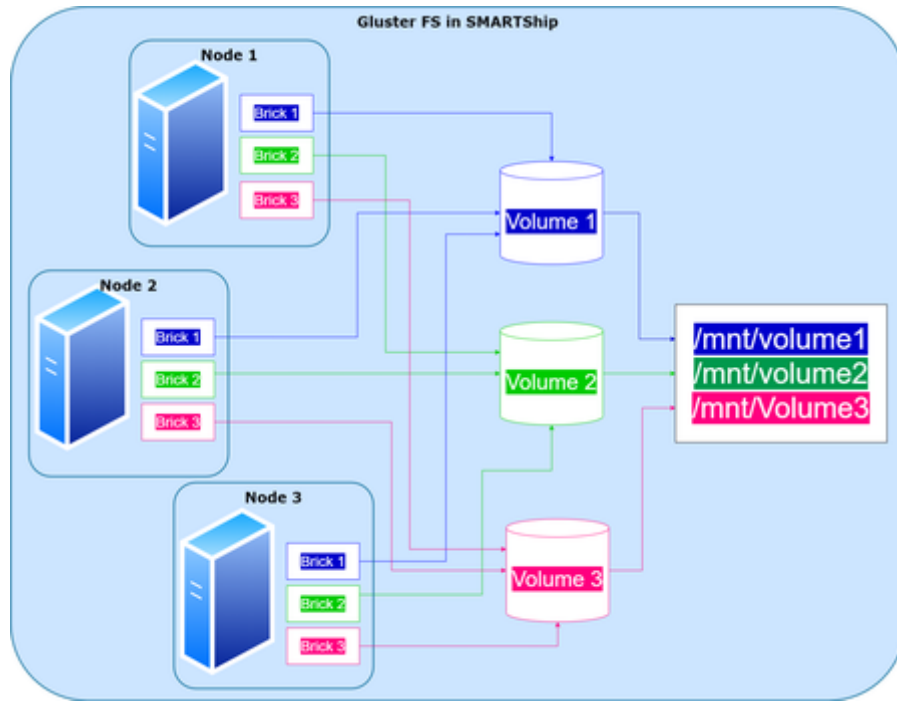 Gluster FS in SMARTShip
Node 1
Brick 1
Brick 2
Brick 3
Node 2
Brick 1
Brick 2
Brick 3
Node 3
Brick 1
Brick 2
Brick 3
Volume 1
Volume 2
Volume 3
/mnt/volume1
/mnt/volume2
/mnt/Volume3